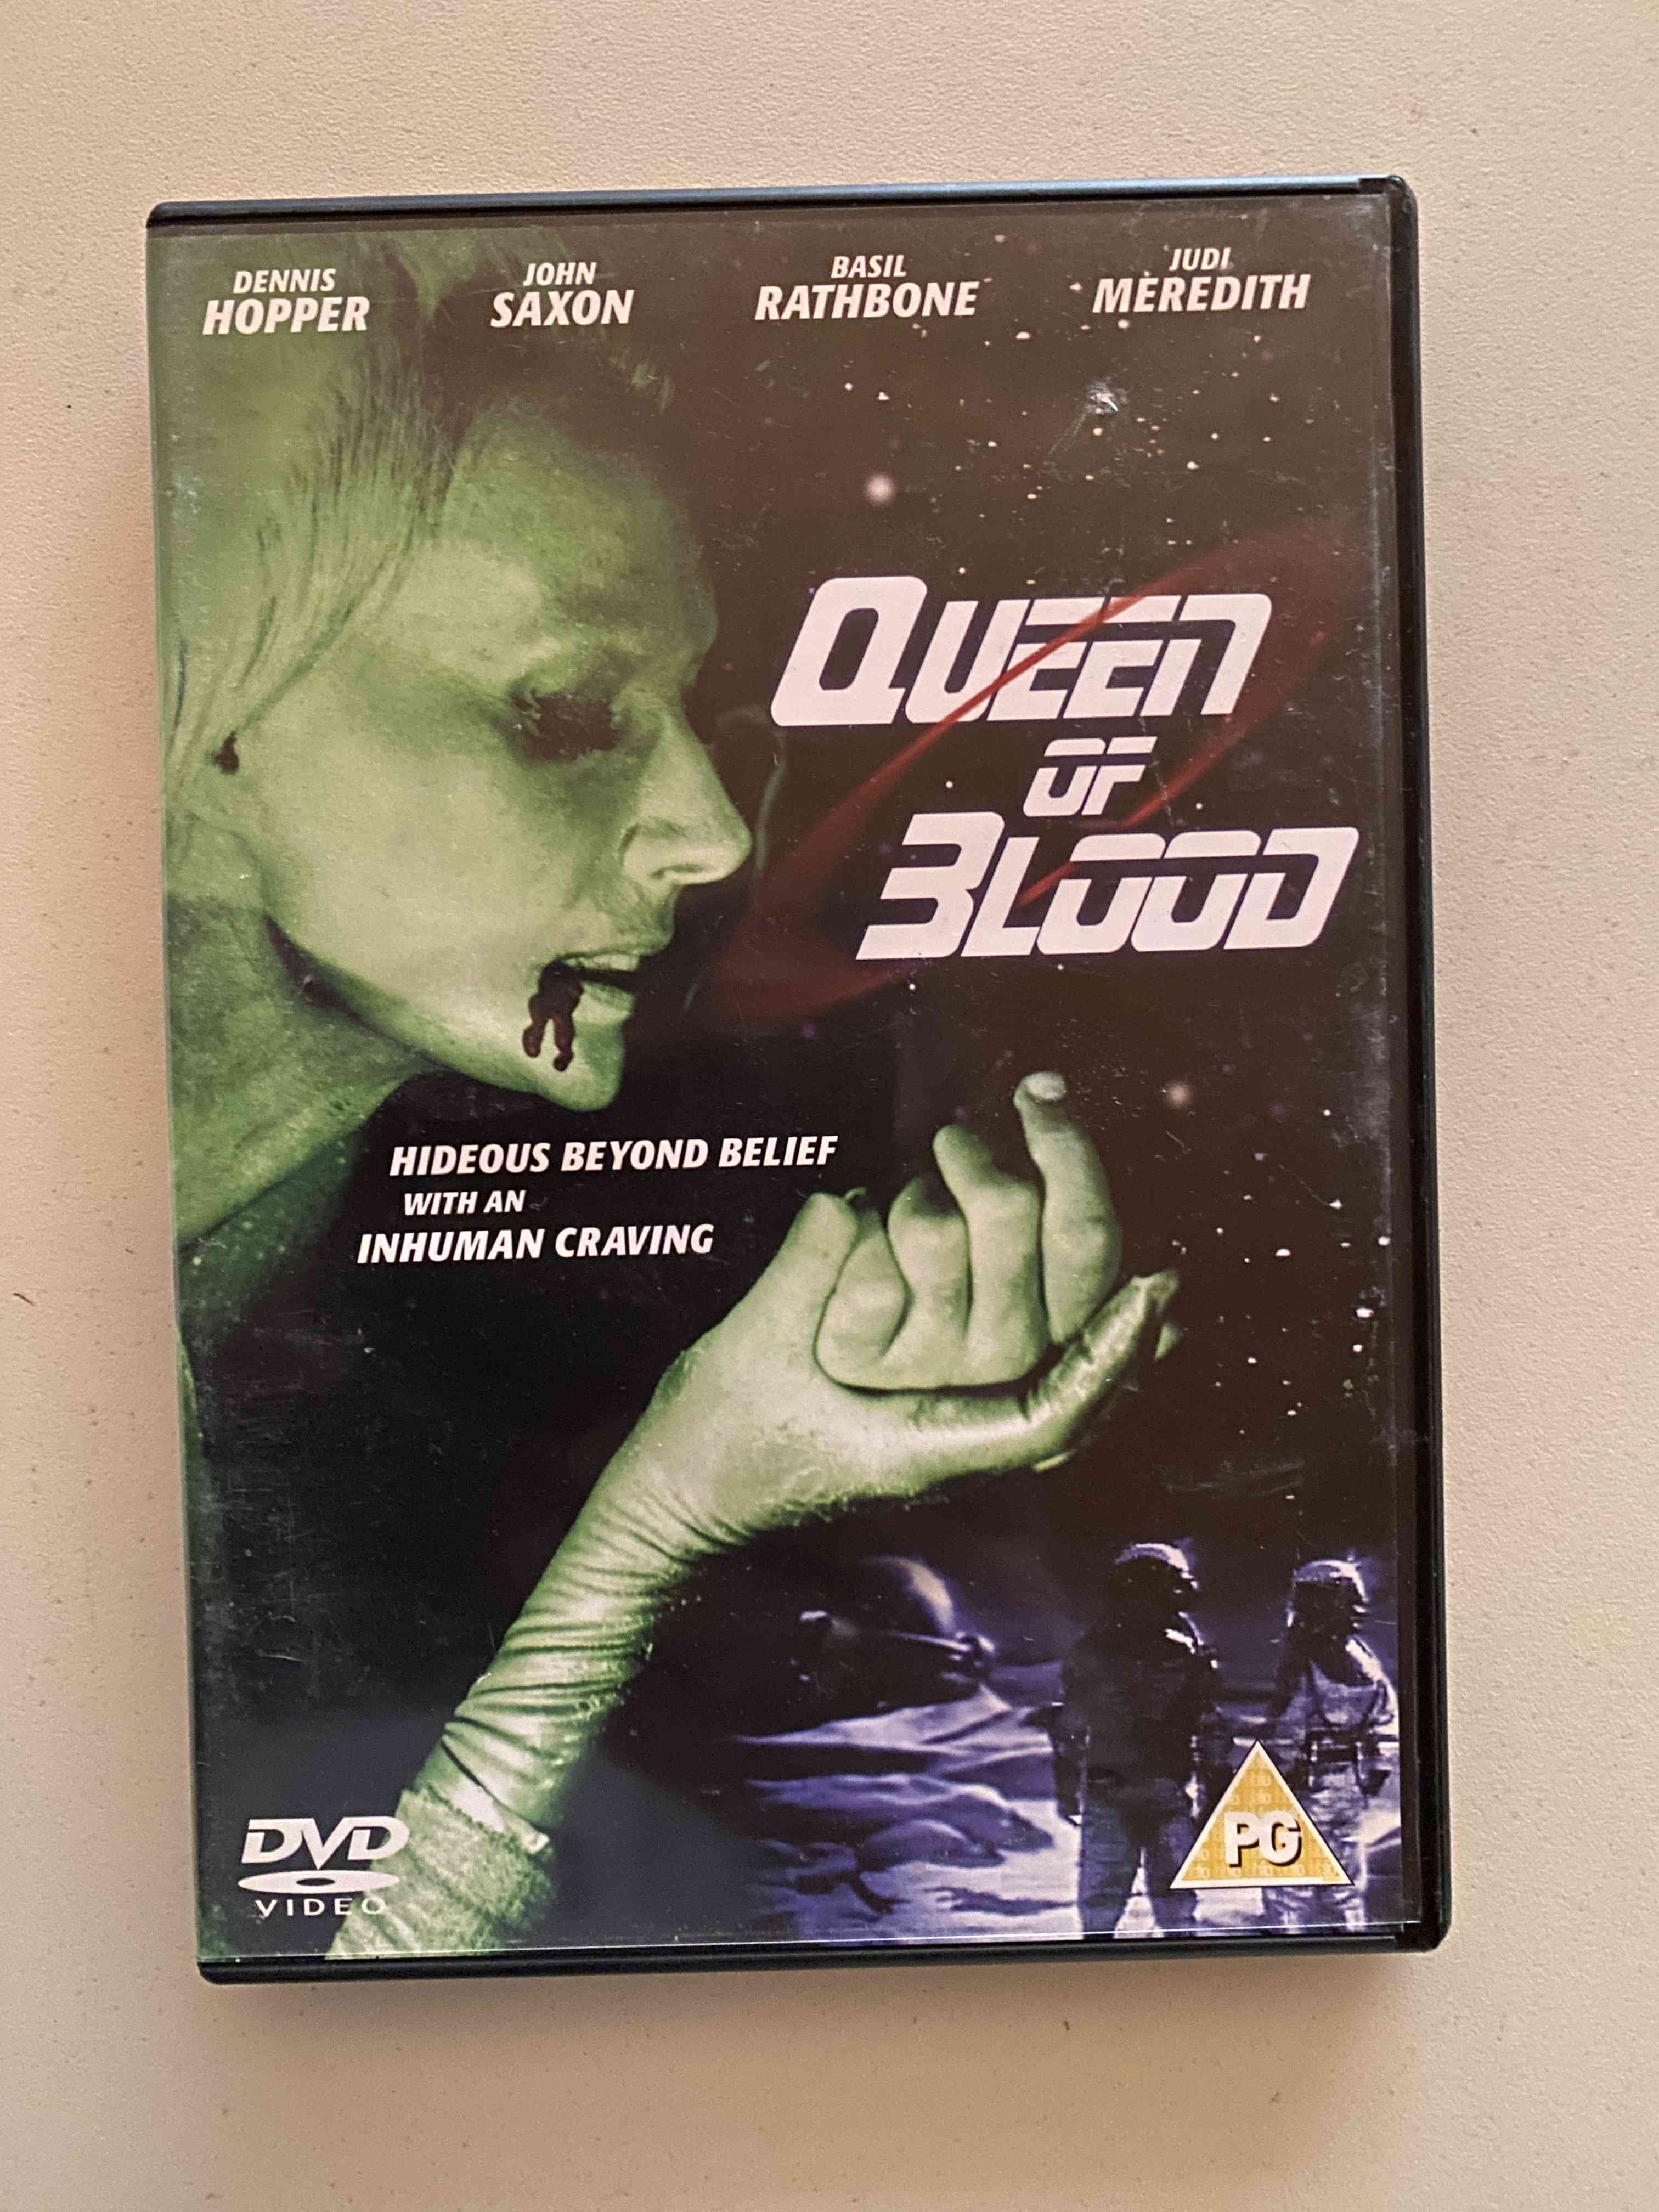 DENNIS
HOPPER
JOHN
SAXON
BASIL
RATHBONE
JUDI
MEREDITH
QUEEN
OF
BLOOD
HIDEOUS BEYOND BELIEF
WITH AN
INHUMAN CRAVING
DVD
VIDEO
PG